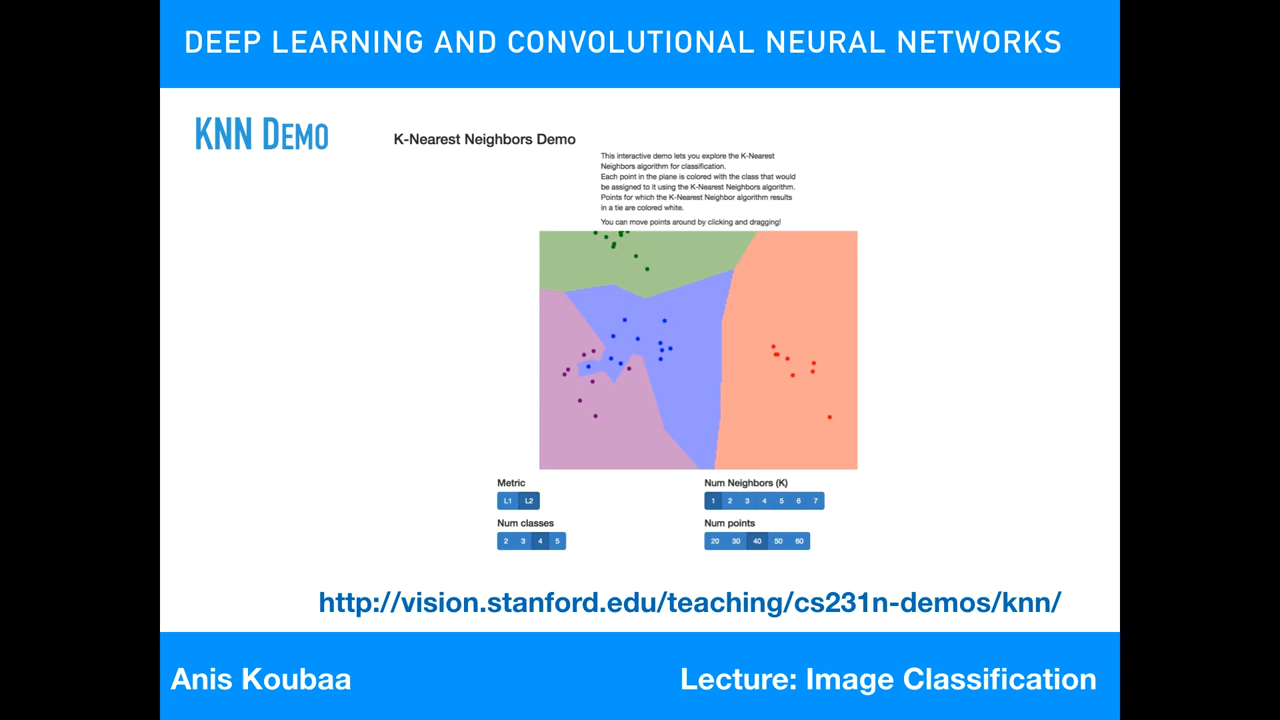 DEEP LEARNING AND CONVOLUTIONAL NEURAL NETWORKS
KNN DEMO
K-Nearest Neighbors Demo
This interactive demo lets you explore the K-Nearest
Neighbors algorithm for classification.
Each point in the plane is colored with the class that would
be assigned to it using the K-Nearest Neighbors algorithm.
Points for which the K-Nearest Neighbor algorithm results
in a tie are colored white.
You can move points around by clicking and dragging!
Metric
L1 L2
Num Neighbors (K)
1 2 3 4 5 6 7
Num classes
2 3 4 5
Num points
20 30 40 50 60
http://vision.stanford.edu/teaching/cs231n-demos/knn/
Anis Koubaa
Lecture: Image Classification